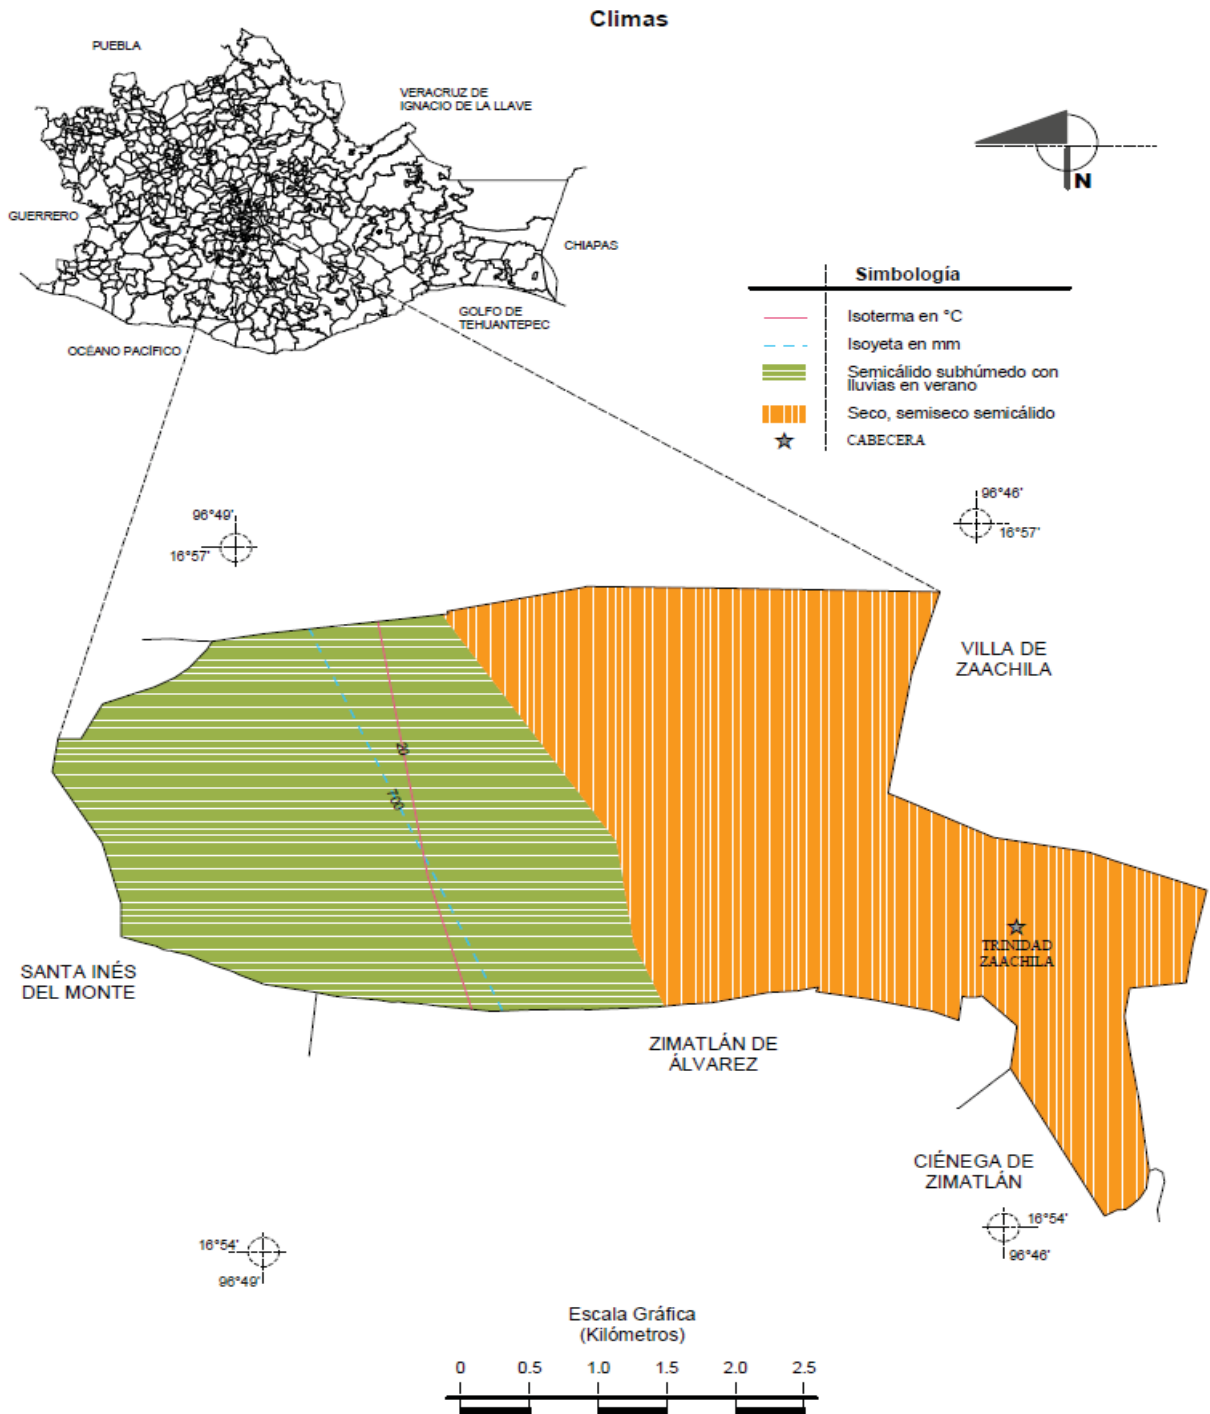 Climas
PUEBLA
VERACRUZ DE
IGNACIO DE LA LLAVE
GUERRERO
CHIAPAS
GOLFO DE
TEHUANTEPEC
OCÉANO PACÍFICO
N
Simbología
Isoterma en °C
Isoyeta en mm
Semicálido subhúmedo con
lluvias en verano
Seco, semiseco semicálido
CABECERA
96°49'
16°57'
96°46'
16°57'
VILLA DE
ZAACHILA
20
700
TRINIDAD
ZAACHILA
SANTA INÉS
DEL MONTE
ZIMATLÁN DE
ÁLVAREZ
CIÉNEGA DE
ZIMATLÁN
16°54'
96°49'
16°54'
96°46'
Escala Gráfica
(Kilómetros)
0 0.5 1.0 1.5 2.0 2.5